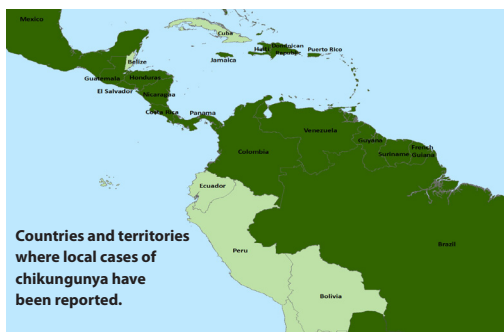 Mexico
Cuba
Haiti
Dominican
Republic
Puerto Rico
Jamaica
Belize
Guatemala
Honduras
El Salvador
Nicaragua
Costa Rica
Panama
Venezuela
Guyana
Suriname
French
Guiana
Colombia
Ecuador
Peru
Brazil
Bolivia
Countries and territories
where local cases of
chikungunya have
been reported.